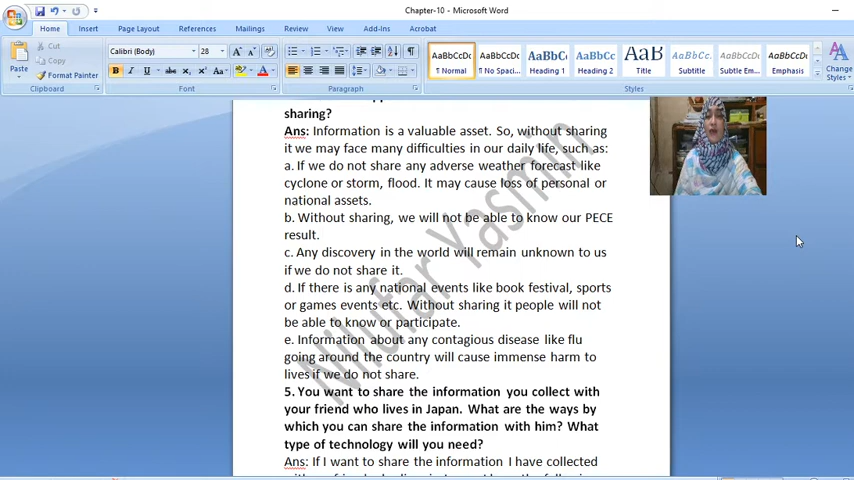 Chapter-10 - Microsoft Word
Home Insert Page Layout References Mailings Review View Add-Ins Acrobat
Cut
Copy
Format Painter
Paste
Calibri (Body) 28
Clipboard Font Paragraph Styles
AaBbCcDc AaBbCcDc AaBbC AaBbCc AaB AaBbCc. AaBbCcDc AaBbCcDc
¶ Normal ¶ No Spaci... Heading 1 Heading 2 Title Subtitle Subtle Em... Emphasis
Change Styles
sharing?
Ans: Information is a valuable asset. So, without sharing
it we may face many difficulties in our daily life, such as:
a. If we do not share any adverse weather forecast like
cyclone or storm, flood. It may cause loss of personal or
national assets.
b. Without sharing, we will not be able to know our PECE
result.
c. Any discovery in the world will remain unknown to us
if we do not share it.
d. If there is any national events like book festival, sports
or games events etc. Without sharing it people will not
be able to know or participate.
e. Information about any contagious disease like flu
going around the country will cause immense harm to
lives if we do not share.
5. You want to share the information you collect with
your friend who lives in Japan. What are the ways by
which you can share the information with him? What
type of technology will you need?
Ans: If I want to share the information I have collected
Nilufar Yasmin